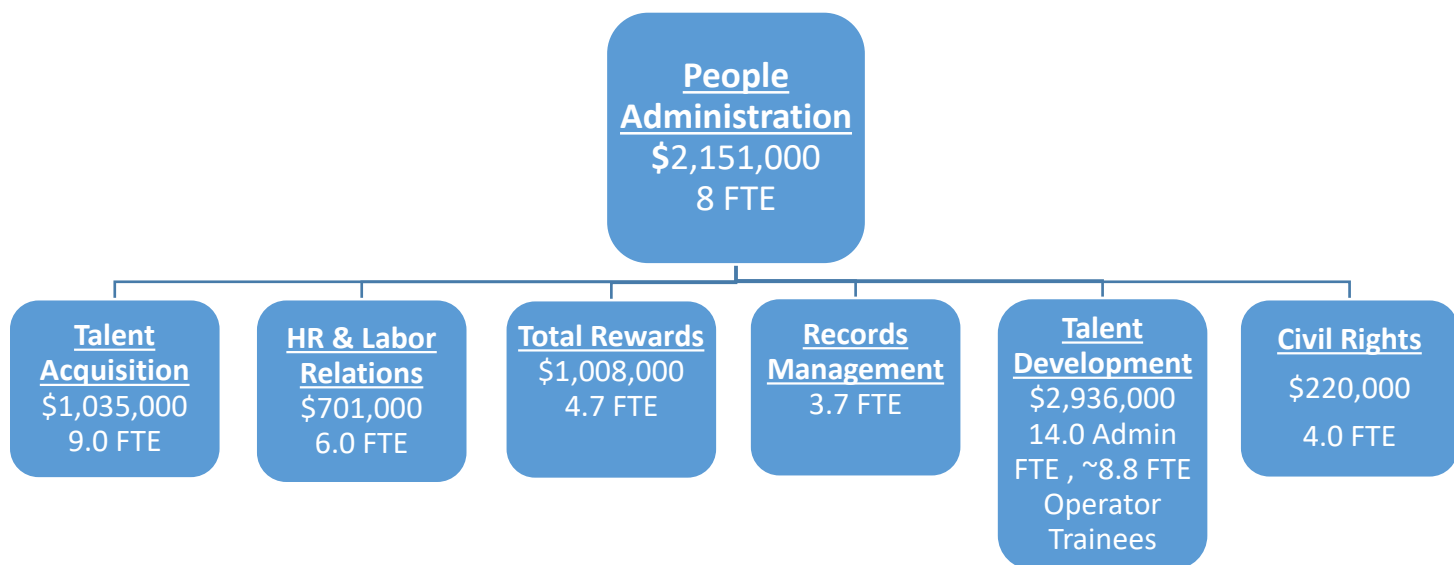 People
Administration
$2,151,000
8 FTE
Talent
Acquisition
$1,035,000
9.0 FTE
HR & Labor
Relations
$701,000
6.0 FTE
Total Rewards
$1,008,000
4.7 FTE
Records
Management
3.7 FTE
Talent
Development
$2,936,000
14.0 Admin
FTE , ~8.8 FTE
Operator
Trainees
Civil Rights
$220,000
4.0 FTE